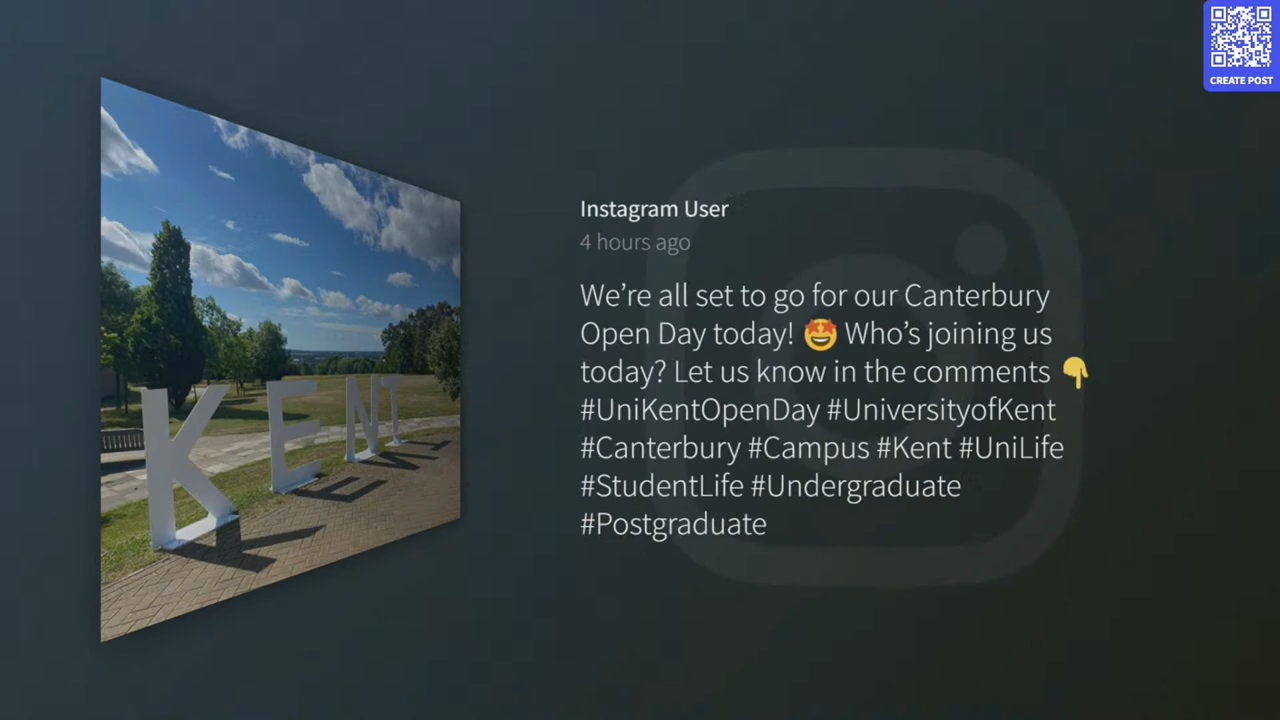 CREATE POST
KENT
Instagram User
4 hours ago
We’re all set to go for our Canterbury
Open Day today! 🤩 Who’s joining us
today? Let us know in the comments 👇
#UniKentOpenDay #UniversityofKent
#Canterbury #Campus #Kent #UniLife
#StudentLife #Undergraduate
#Postgraduate